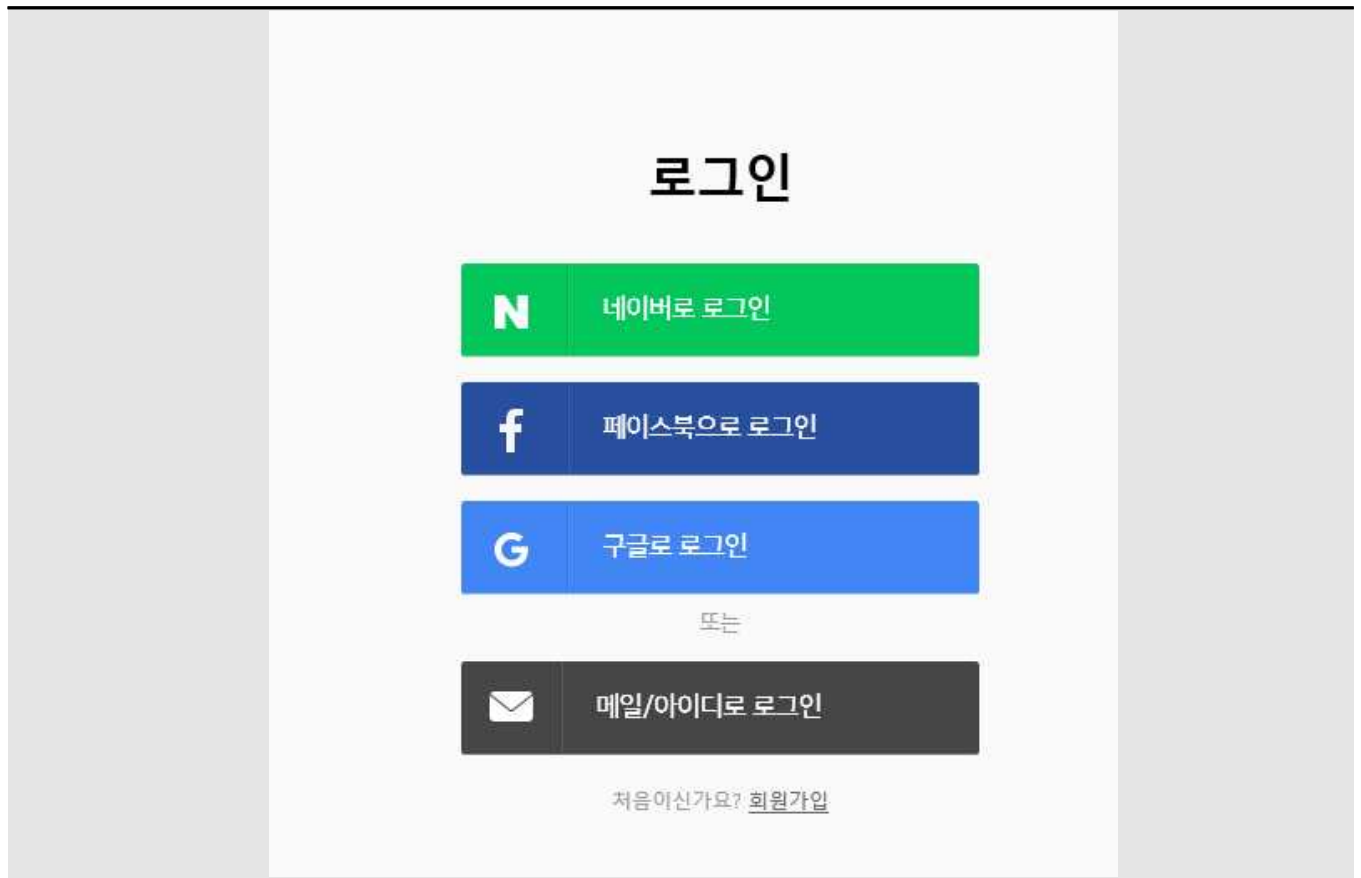 로그인
N 네이버로 로그인
f 페이스북으로 로그인
G 구글로 로그인
또는
메일/아이디로 로그인
처음이신가요? 회원가입